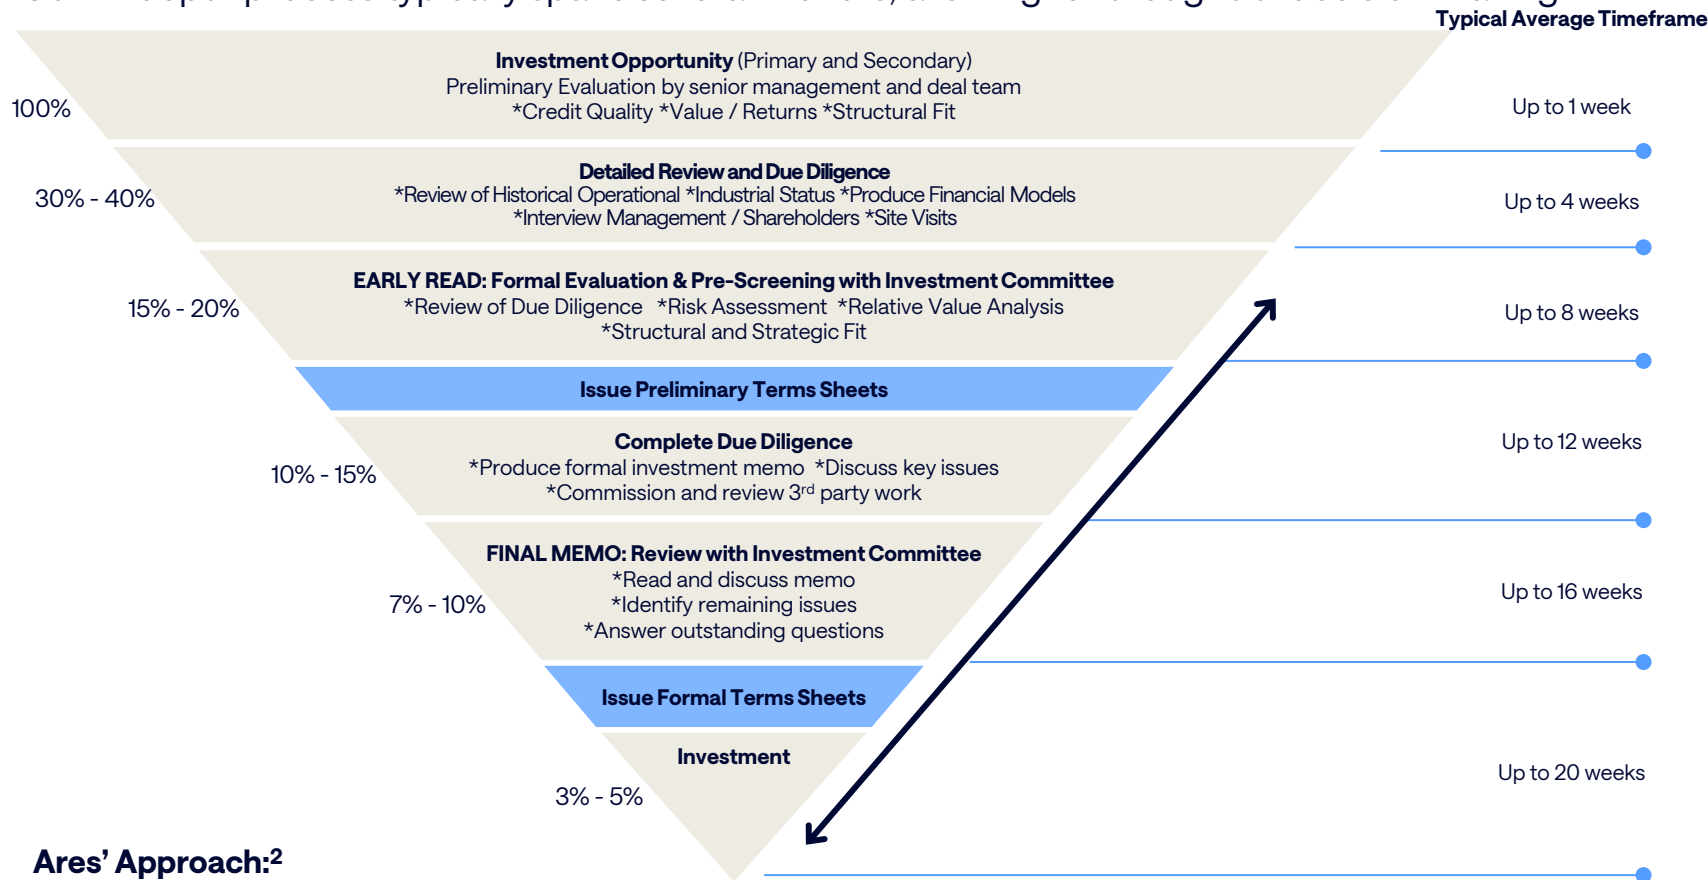 Typical Average Timeframe
Investment Opportunity (Primary and Secondary)
Preliminary Evaluation by senior management and deal team
*Credit Quality *Value / Returns *Structural Fit
100%
Up to 1 week
Detailed Review and Due Diligence
*Review of Historical Operational *Industrial Status *Produce Financial Models
*Interview Management / Shareholders *Site Visits
30% - 40%
Up to 4 weeks
EARLY READ: Formal Evaluation & Pre-Screening with Investment Committee
*Review of Due Diligence *Risk Assessment *Relative Value Analysis
*Structural and Strategic Fit
15% - 20%
Up to 8 weeks
Issue Preliminary Terms Sheets
Complete Due Diligence
*Produce formal investment memo *Discuss key issues
*Commission and review 3rd party work
10% - 15%
Up to 12 weeks
FINAL MEMO: Review with Investment Committee
*Read and discuss memo
*Identify remaining issues
*Answer outstanding questions
7% - 10%
Up to 16 weeks
Issue Formal Terms Sheets
Investment
3% - 5%
Up to 20 weeks
Ares’ Approach:2